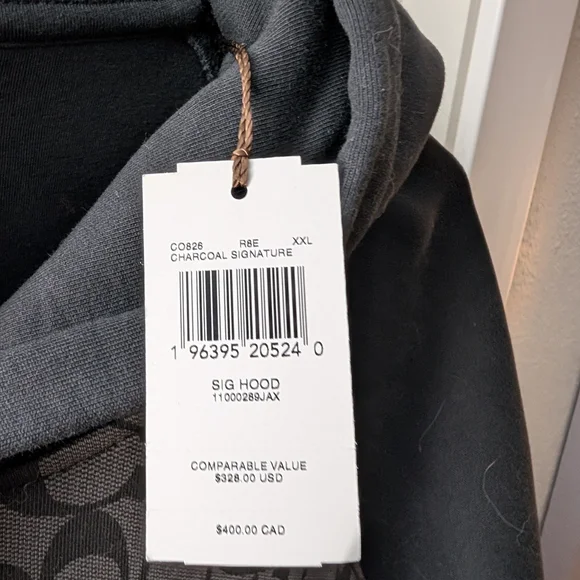 CO826 R8E XXL
CHARCOAL SIGNATURE
1 96395 20524 0
SIG HOOD
11000289JAX
COMPARABLE VALUE
$328.00 USD
$400.00 CAD